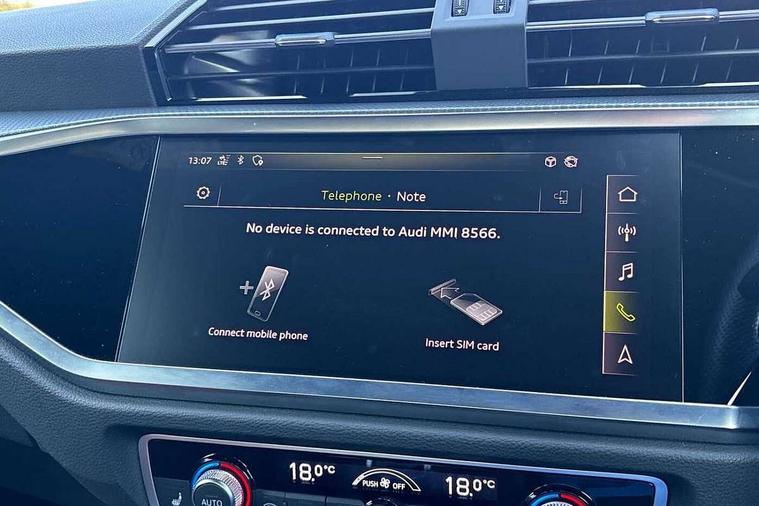 13:07
Telephone · Note
No device is connected to Audi MMI 8566.
Connect mobile phone
Insert SIM card
18.0°C
PUSH OFF
18.0°C
AUTO